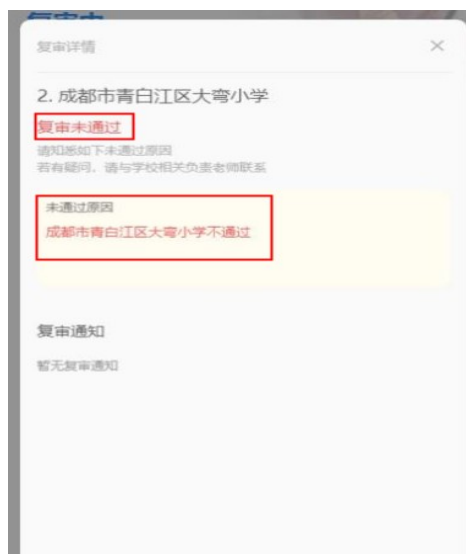 复审中
复审详情
2. 成都市青白江区大弯小学
复审未通过
请知悉如下未通过原因
若有疑问，请与学校相关负责老师联系
未通过原因
成都市青白江区大弯小学不通过
复审通知
暂无复审通知